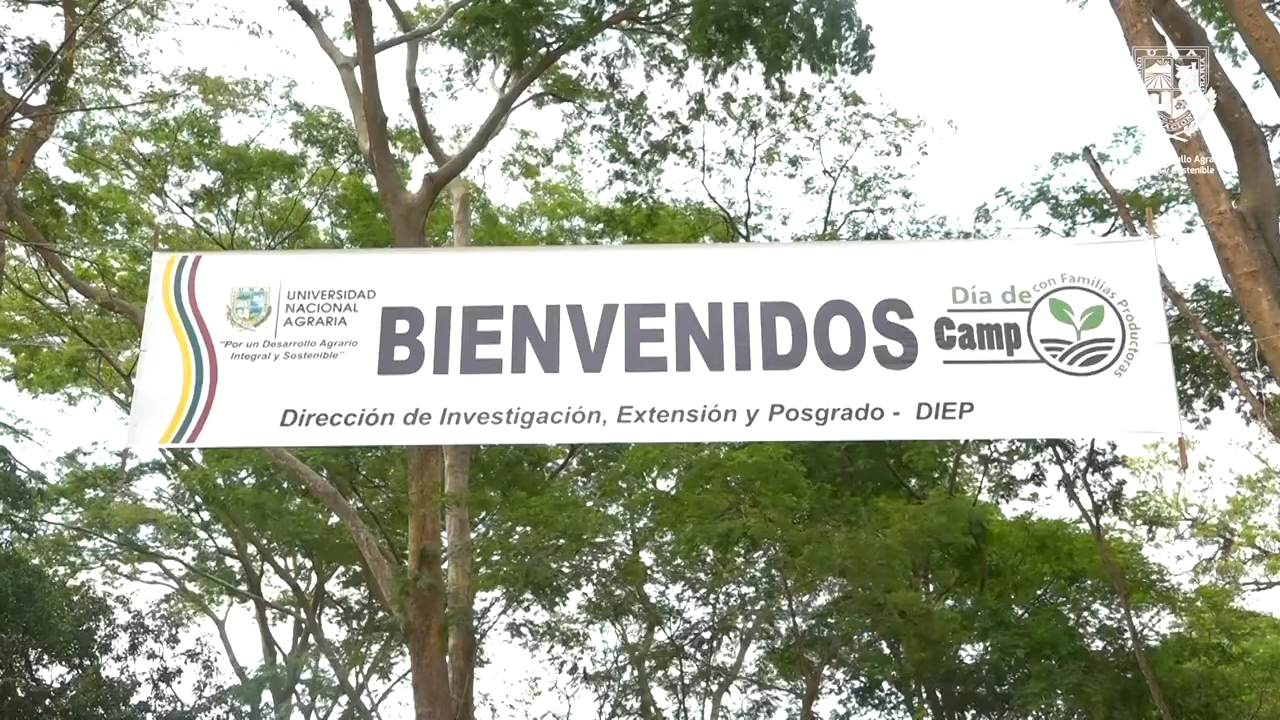 UNIVERSIDAD
NACIONAL
AGRARIA
"Por un Desarrollo Agrario
Integral y Sostenible"
BIENVENIDOS
Día de
Camp
con Familias Productoras
Dirección de Investigación, Extensión y Posgrado - DIEP